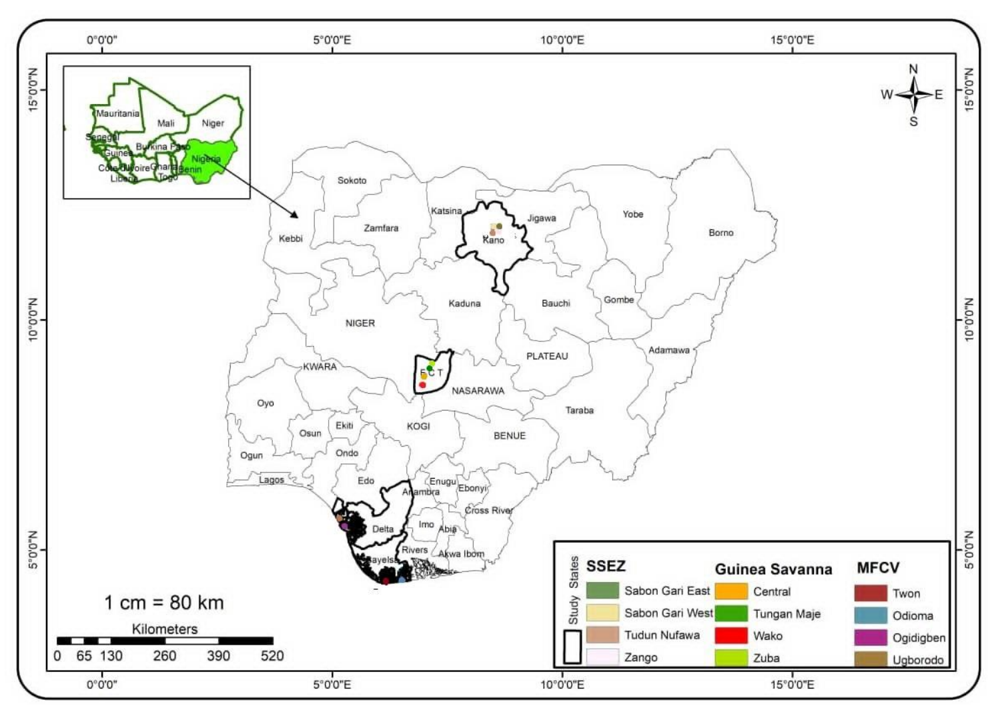 0°0'0"
5°0'0"E
10°0'0"E
15°0'0"E
15°0'0"N
15°0'0"N
N
W
E
S
Mauritania
Mali
Niger
Senegal
Burkina Faso
Guinea
Nigeria
Ghana
Benin
Togo
Liberia
Sokoto
Katsina
Jigawa
Yobe
Zamfara
Kebbi
Kano
Borno
Kaduna
Bauchi
Gombe
10°0'0"N
10°0'0"N
NIGER
Adamawa
PLATEAU
KWARA
FCT
NASARAWA
Oyo
Taraba
Osun
Ekiti
KOGI
BENUE
Ogun
Ondo
Lagos
Edo
Enugu
Anambra
Ebonyi
Cross River
Delta
Imo
Abia
Rivers
Akwa Ibom
Bayelsa
5°0'0"N
5°0'0"N
1 cm = 80 km
Kilometers
0 65 130 260 390 520
Study States
SSEZ
Sabon Gari East
Sabon Gari West
Tudun Nufawa
Zango
Guinea Savanna
Central
Tungan Maje
Wako
Zuba
MFCV
Twon
Odioma
Ogidigben
Ugborodo
0°0'0"
5°0'0"E
10°0'0"E
15°0'0"E